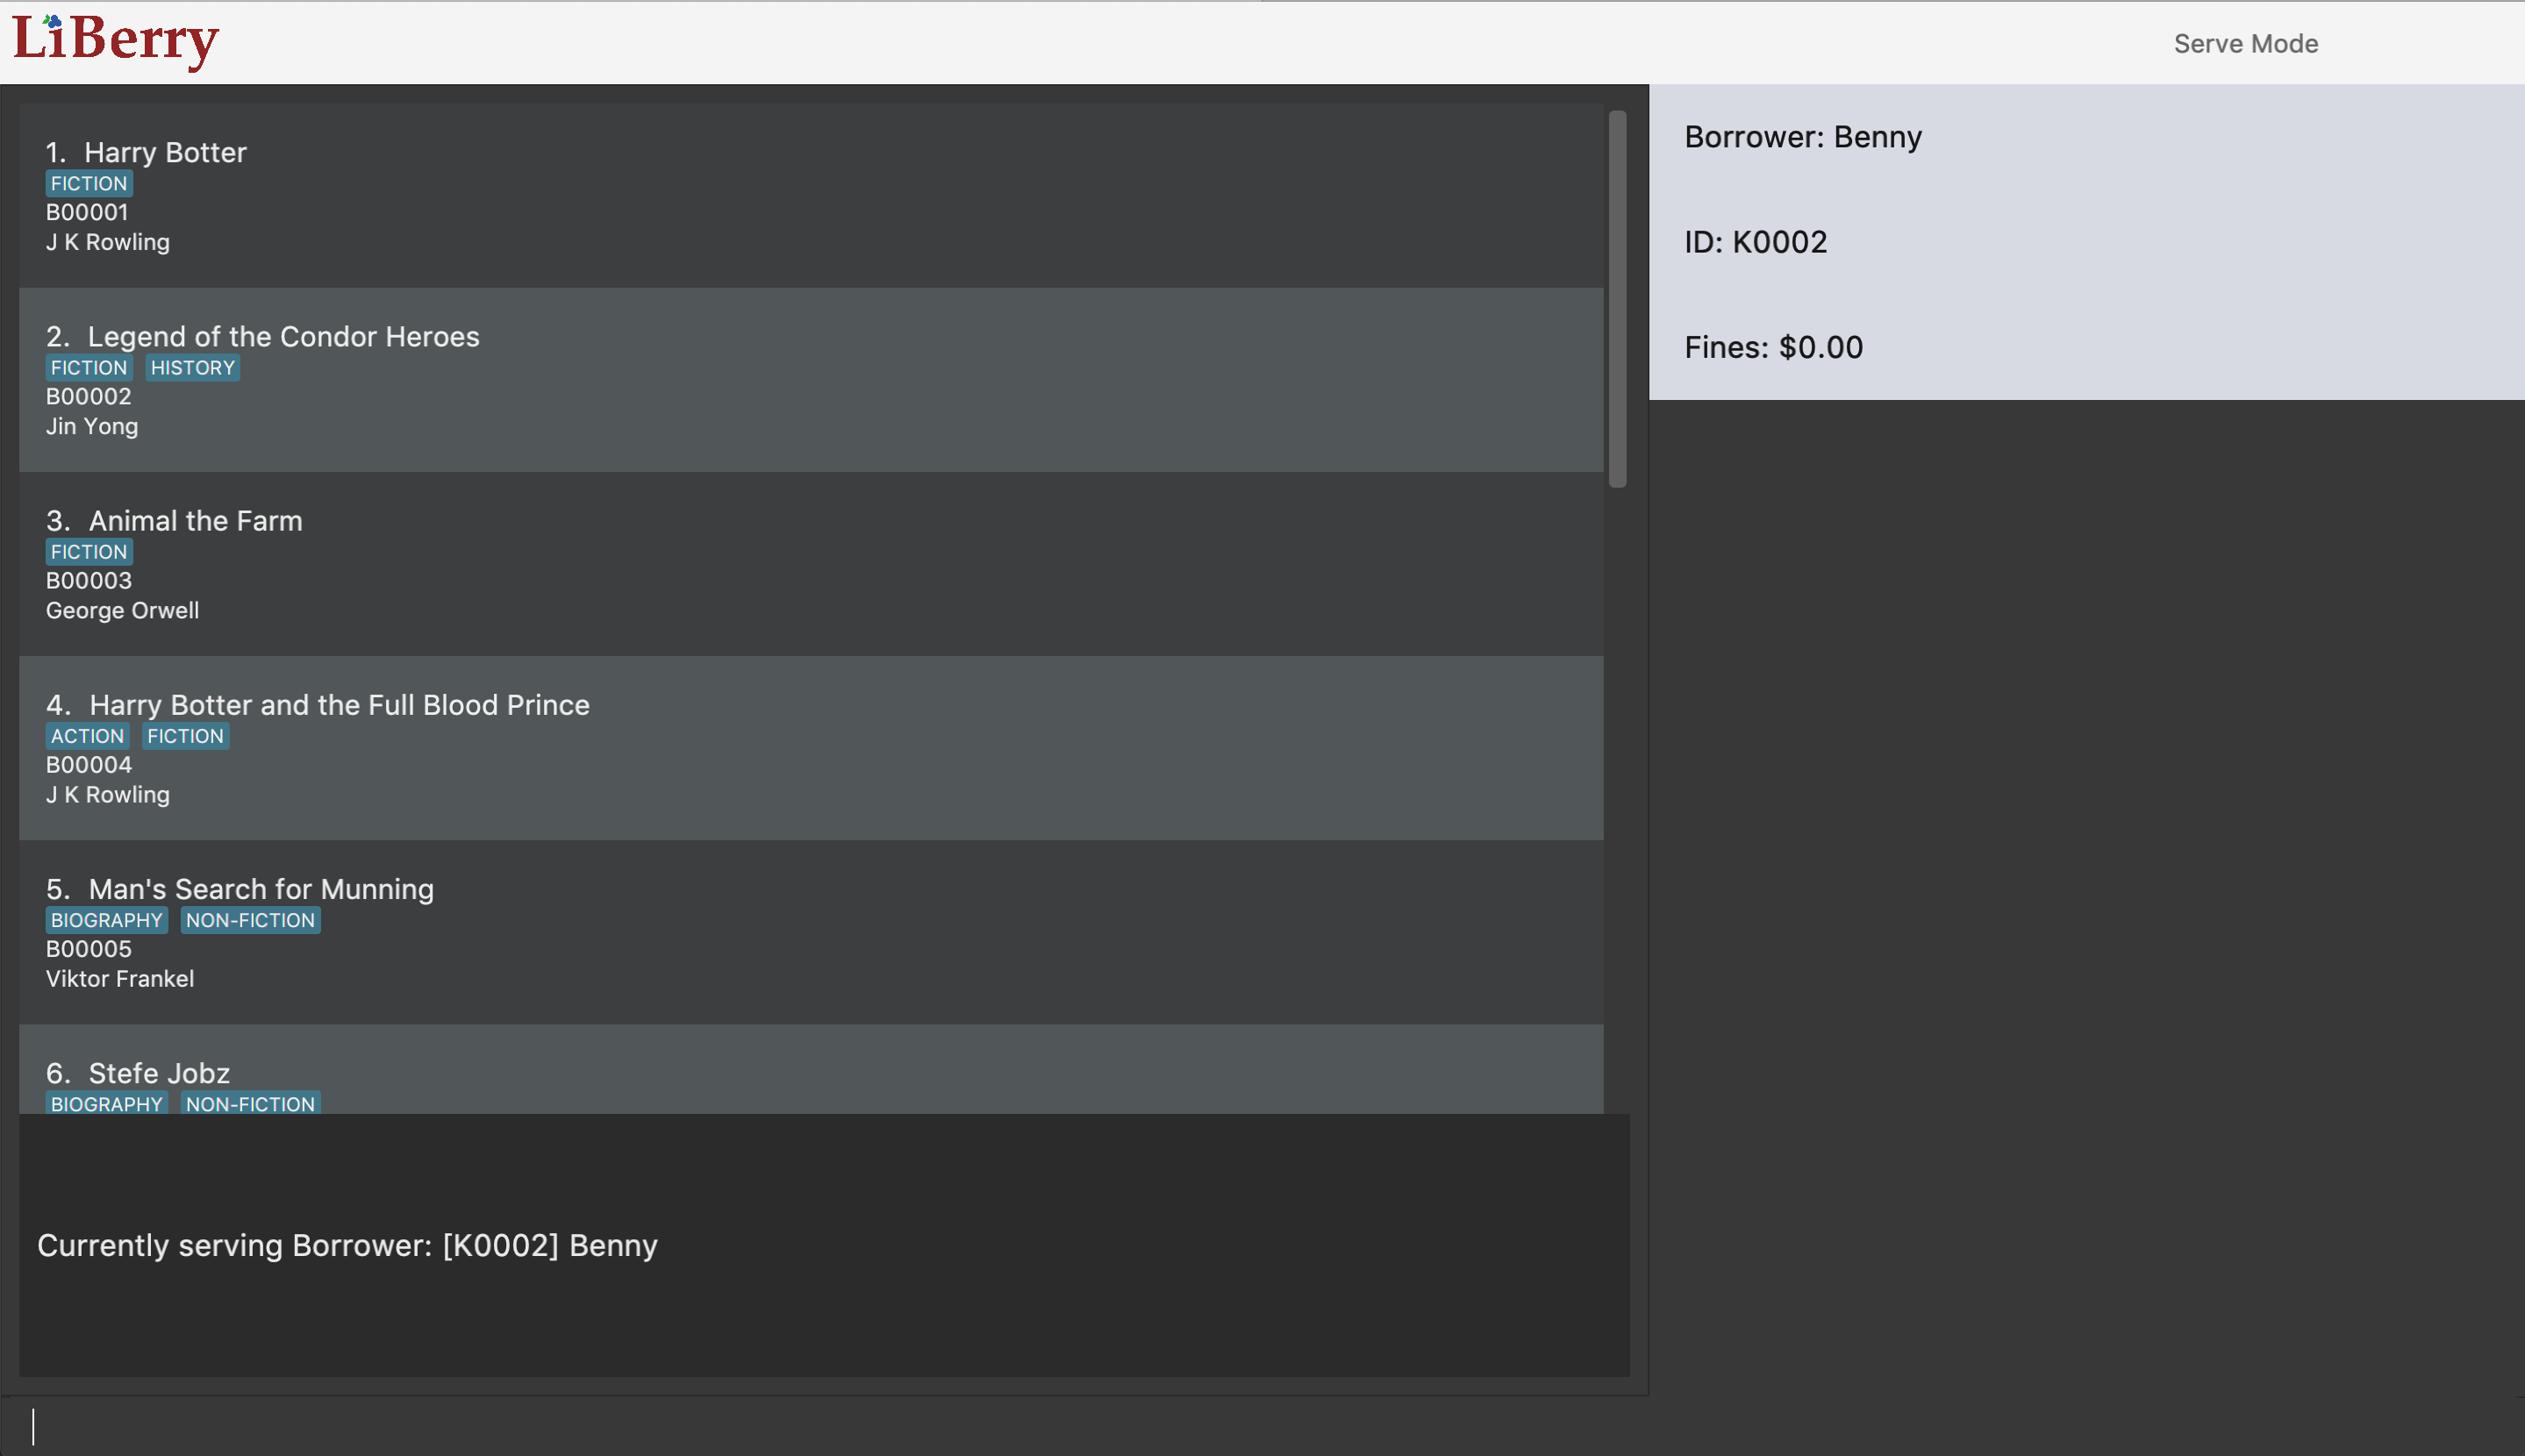 LiBerry
Serve Mode
1. Harry Botter
FICTION
B00001
J K Rowling
2. Legend of the Condor Heroes
FICTION HISTORY
B00002
Jin Yong
3. Animal the Farm
FICTION
B00003
George Orwell
4. Harry Botter and the Full Blood Prince
ACTION FICTION
B00004
J K Rowling
5. Man's Search for Munning
BIOGRAPHY NON-FICTION
B00005
Viktor Frankel
6. Stefe Jobz
BIOGRAPHY NON-FICTION
Currently serving Borrower: [K0002] Benny
Borrower: Benny
ID: K0002
Fines: $0.00